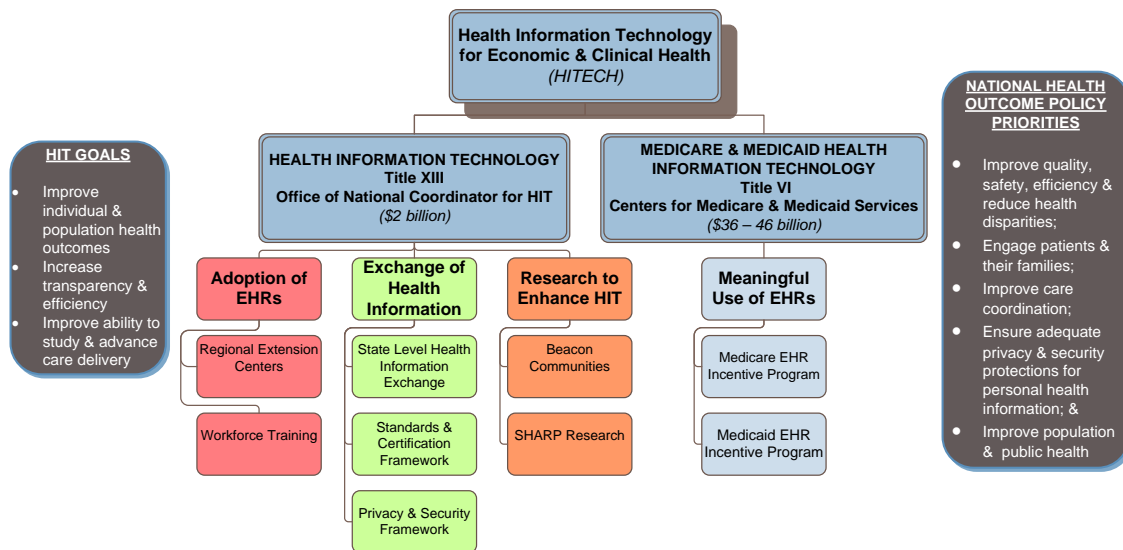 Health Information Technology
for Economic & Clinical Health
(HITECH)
HIT GOALS
• Improve
individual &
population health
outcomes
• Increase
transparency &
efficiency
• Improve ability to
study & advance
care delivery
HEALTH INFORMATION TECHNOLOGY
Title XIII
Office of National Coordinator for HIT
($2 billion)
MEDICARE & MEDICAID HEALTH
INFORMATION TECHNOLOGY
Title VI
Centers for Medicare & Medicaid Services
($36 – 46 billion)
Adoption of
EHRs
Regional Extension
Centers
Workforce Training
Exchange of
Health
Information
State Level Health
Information
Exchange
Standards &
Certification
Framework
Privacy & Security
Framework
Research to
Enhance HIT
Beacon
Communities
SHARP Research
Meaningful
Use of EHRs
Medicare EHR
Incentive Program
Medicaid EHR
Incentive Program
NATIONAL HEALTH
OUTCOME POLICY
PRIORITIES
• Improve quality,
safety, efficiency &
reduce health
disparities;
• Engage patients &
their families;
• Improve care
coordination;
• Ensure adequate
privacy & security
protections for
personal health
information; &
• Improve population
& public health